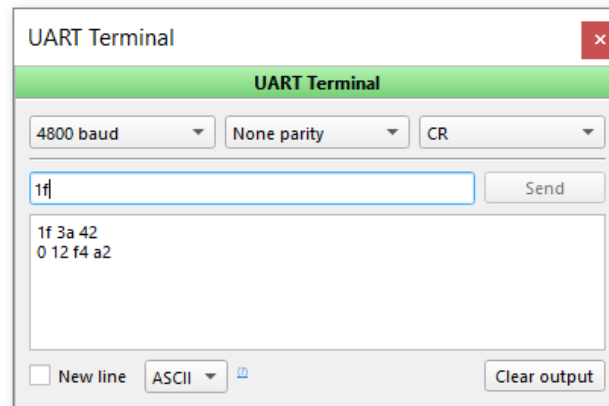 UART Terminal
UART Terminal
4800 baud None parity CR
1f Send
1f 3a 42
0 12 f4 a2
New line ASCII (?) Clear output